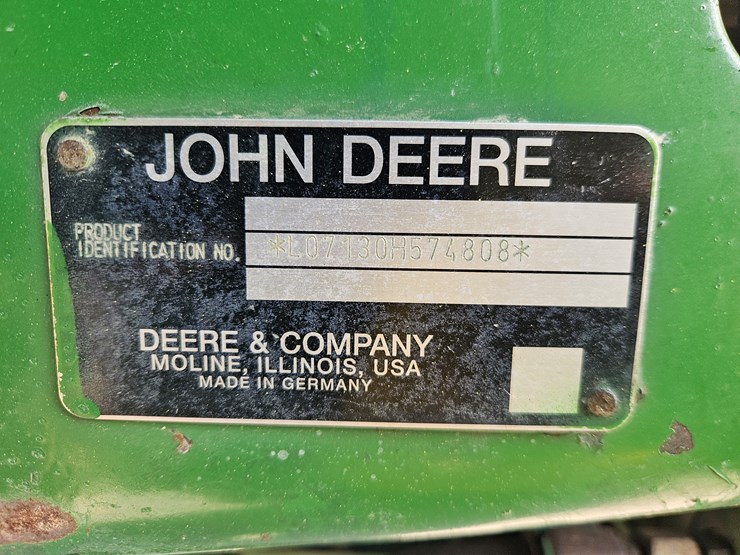 JOHN DEERE
PRODUCT
IDENTIFICATION NO.
*L07130H574808*
DEERE & COMPANY
MOLINE, ILLINOIS, USA
MADE IN GERMANY